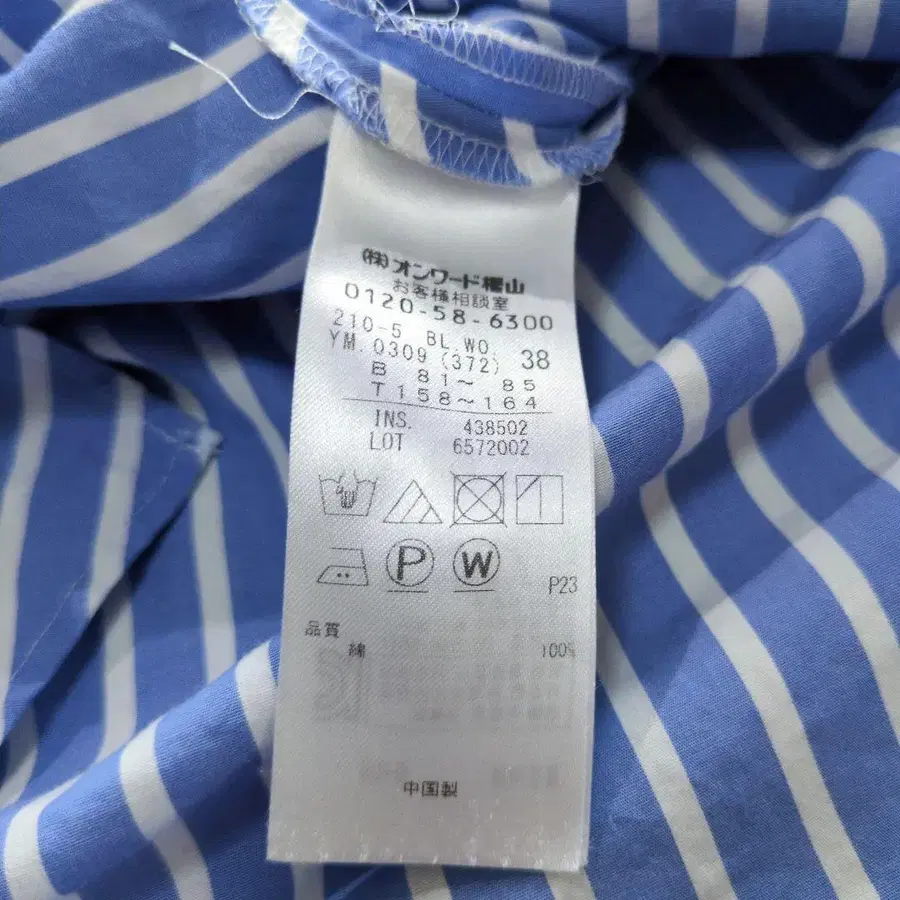 (株)オンワード樫山
お客様相談室
0120-58-6300
210-5 BL.WO
YM.0309 (372) 38
B 81～ 85
T 158～164
INS. 438502
LOT 6572002
P
W
P23
品質
綿 100%
中国製